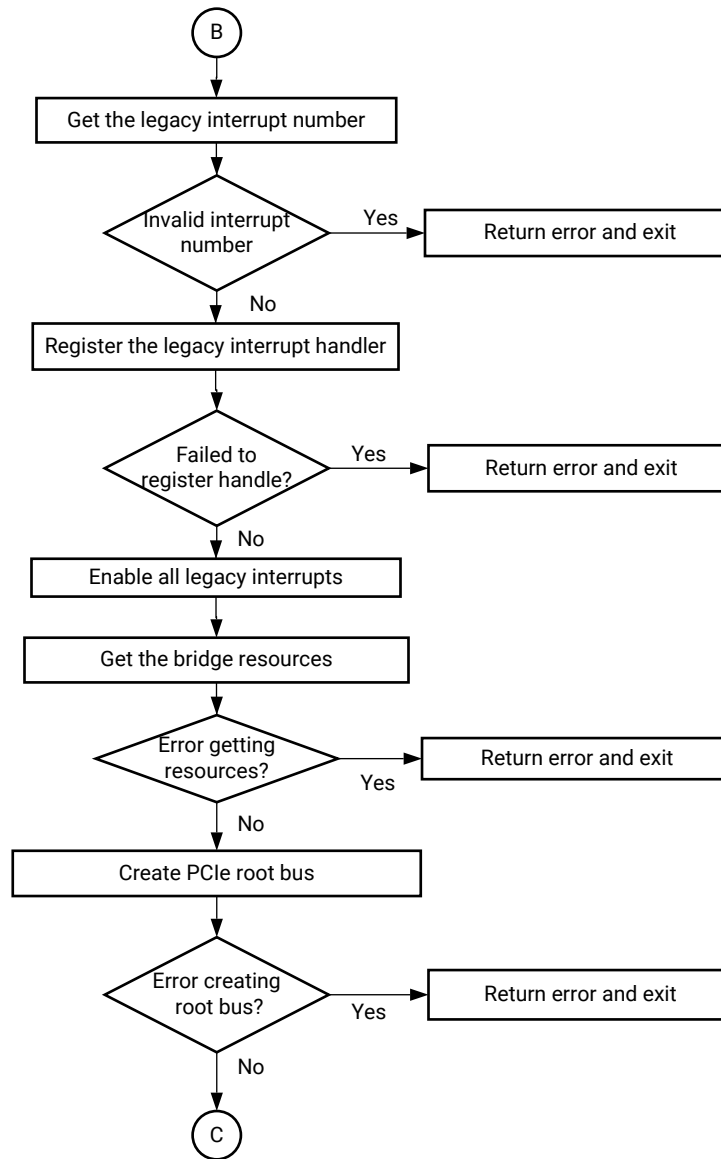 B
Get the legacy interrupt number
Invalid interrupt
number
Yes
Return error and exit
No
Register the legacy interrupt handler
Failed to
register handle?
Yes
Return error and exit
No
Enable all legacy interrupts
Get the bridge resources
Error getting
resources?
Yes
Return error and exit
No
Create PCIe root bus
Error creating
root bus?
Yes
Return error and exit
No
C